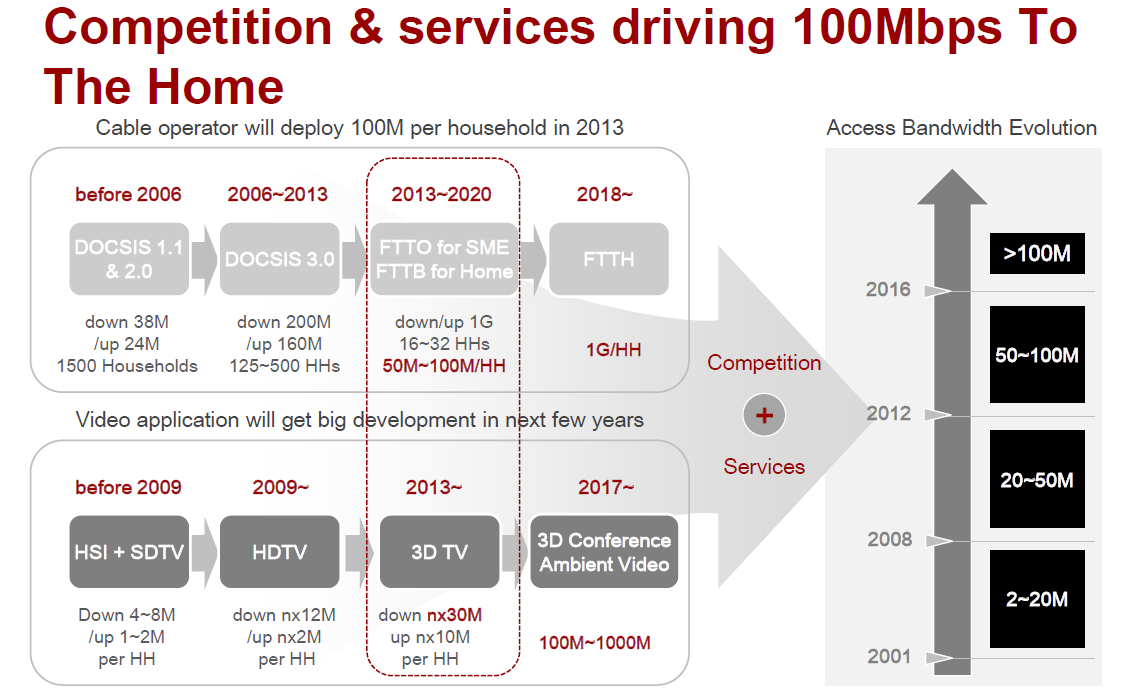 Competition & services driving 100Mbps To
The Home
Cable operator will deploy 100M per household in 2013
before 2006
2006~2013
2013~2020
2018~
DOCSIS 1.1
& 2.0
DOCSIS 3.0
FTTO for SME
FTTB for Home
FTTH
down 38M
/up 24M
1500 Households
down 200M
/up 160M
125~500 HHs
down/up 1G
16~32 HHs
50M~100M/HH
1G/HH
Video application will get big development in next few years
before 2009
2009~
2013~
2017~
HSI + SDTV
HDTV
3D TV
3D Conference
Ambient Video
Down 4~8M
/up 1~2M
per HH
down nx12M
/up nx2M
per HH
down nx30M
up nx10M
per HH
100M~1000M
Competition
+
Services
Access Bandwidth Evolution
>100M
2016
50~100M
2012
20~50M
2008
2~20M
2001